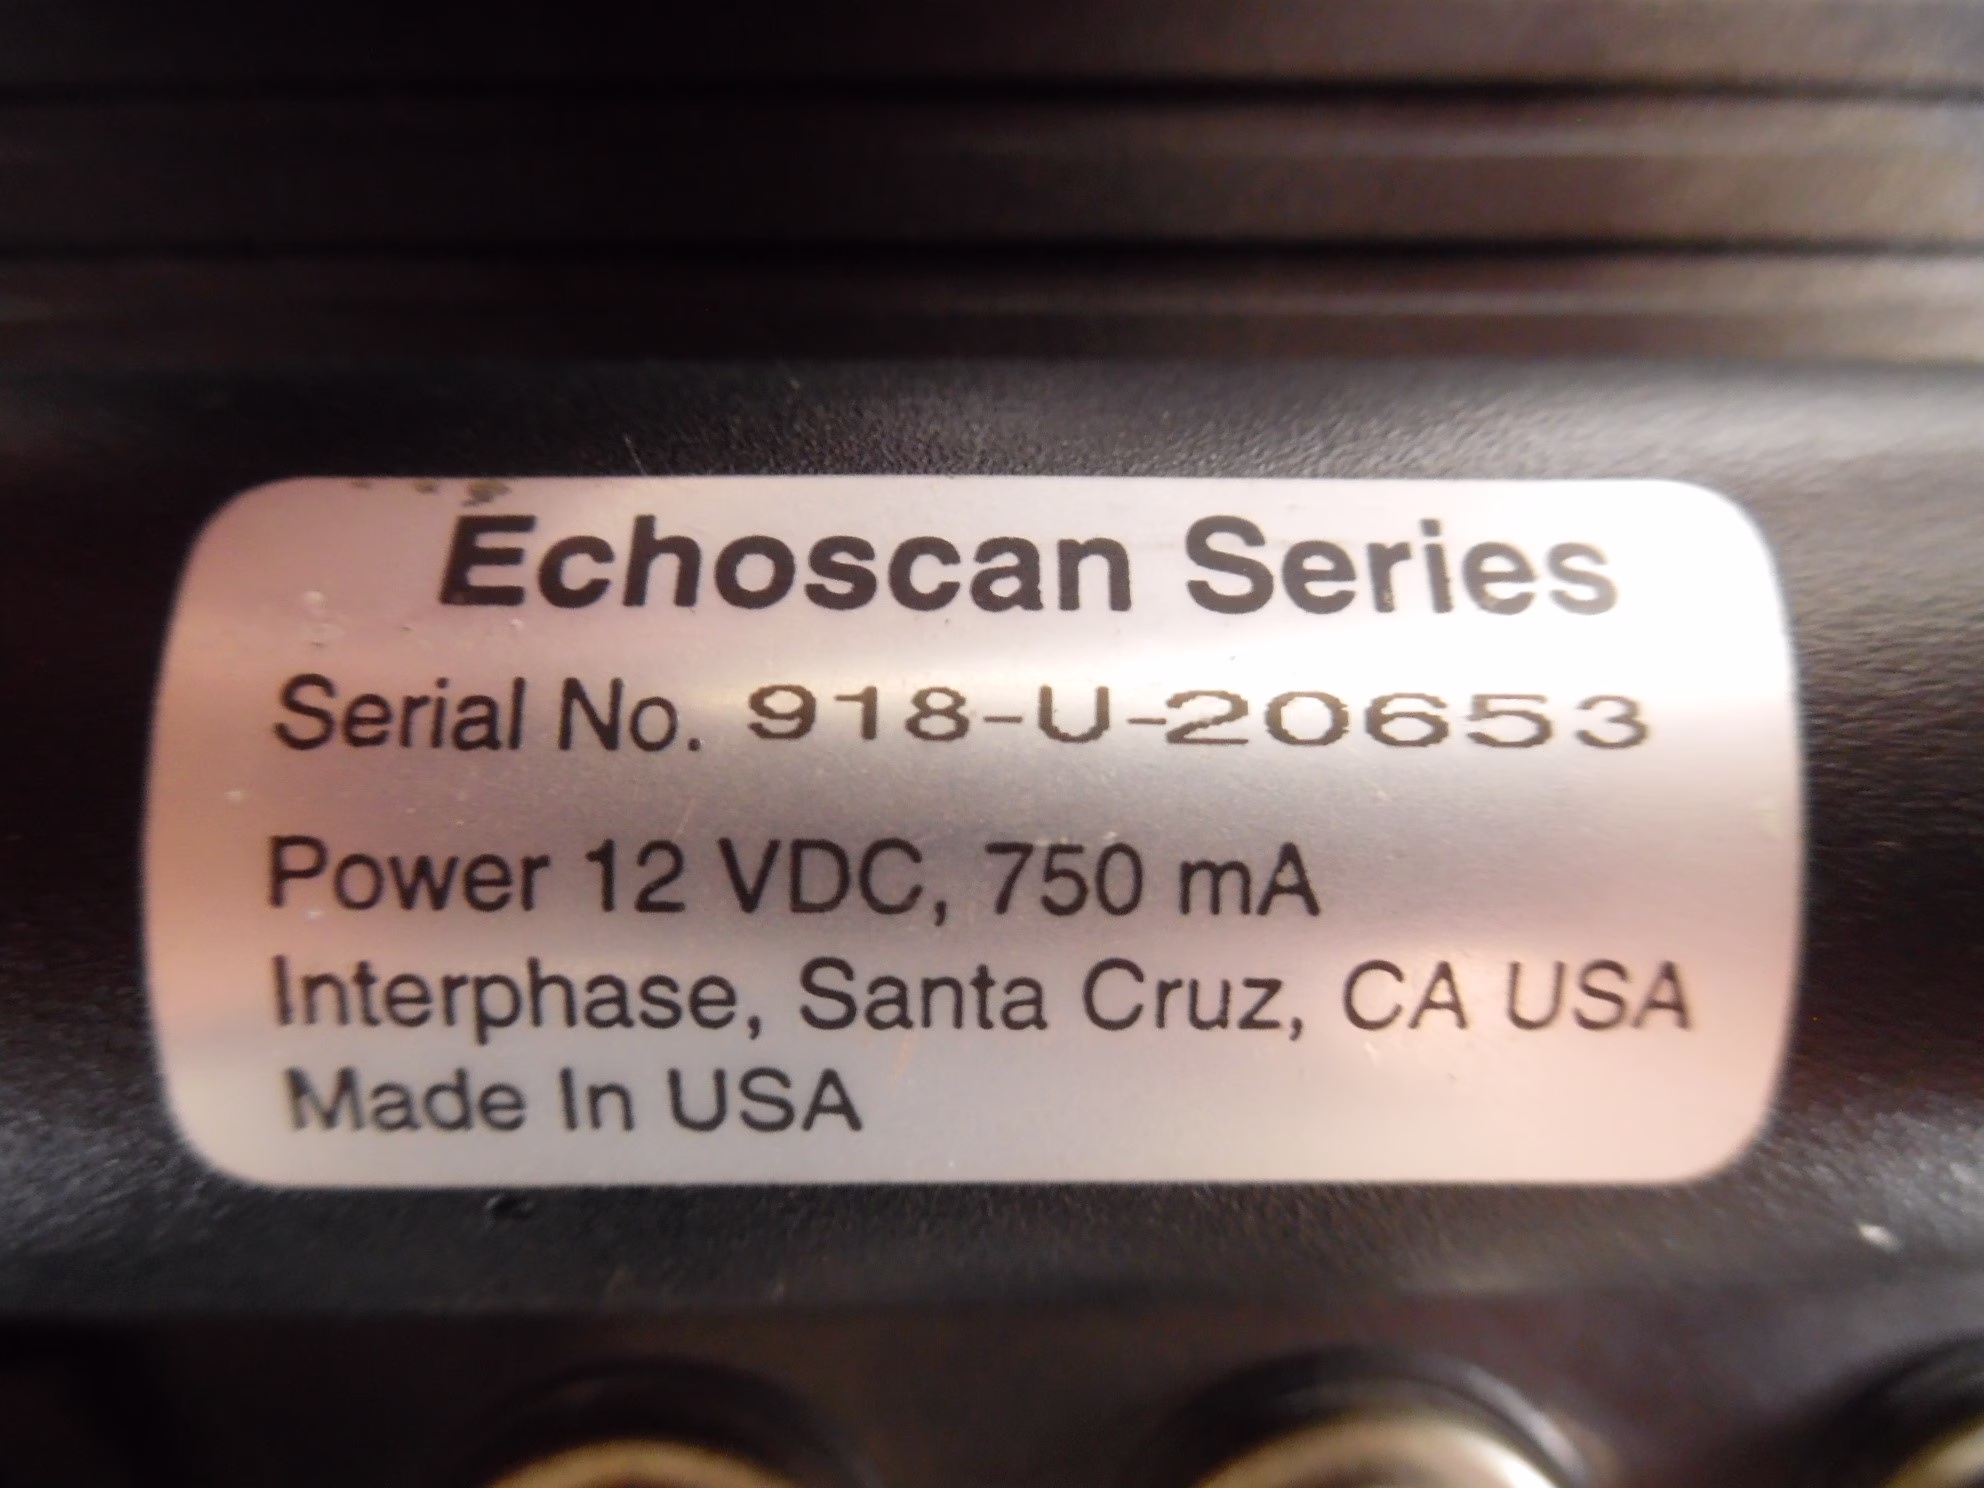 Echoscan Series
Serial No. 918-U-20653
Power 12 VDC, 750 mA
Interphase, Santa Cruz, CA USA
Made In USA